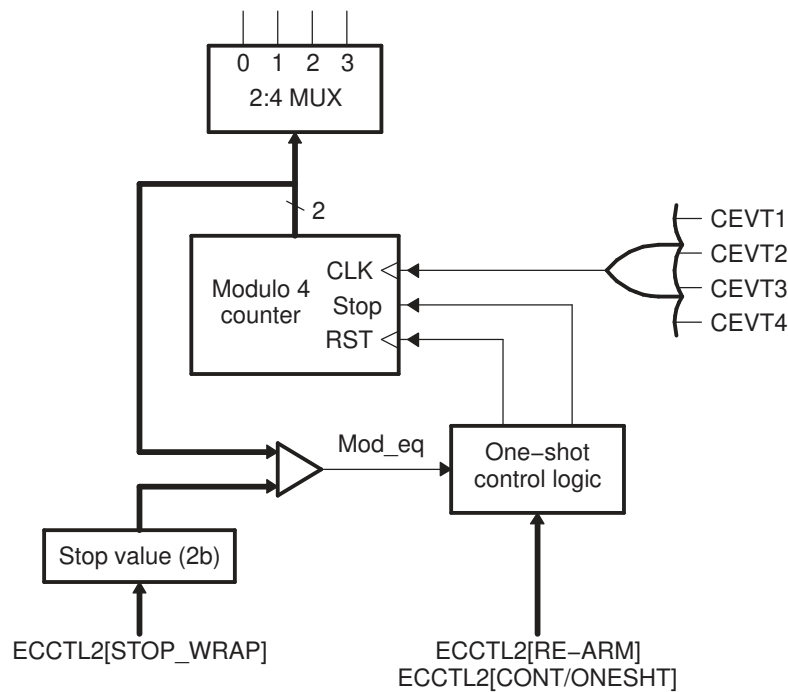 0 1 2 3
2:4 MUX
2
CEVT1
CEVT2
CEVT3
CEVT4
Modulo 4
counter
CLK
Stop
RST
Mod_eq
One−shot
control logic
Stop value (2b)
ECCTL2[STOP_WRAP]
ECCTL2[RE−ARM]
ECCTL2[CONT/ONESHT]